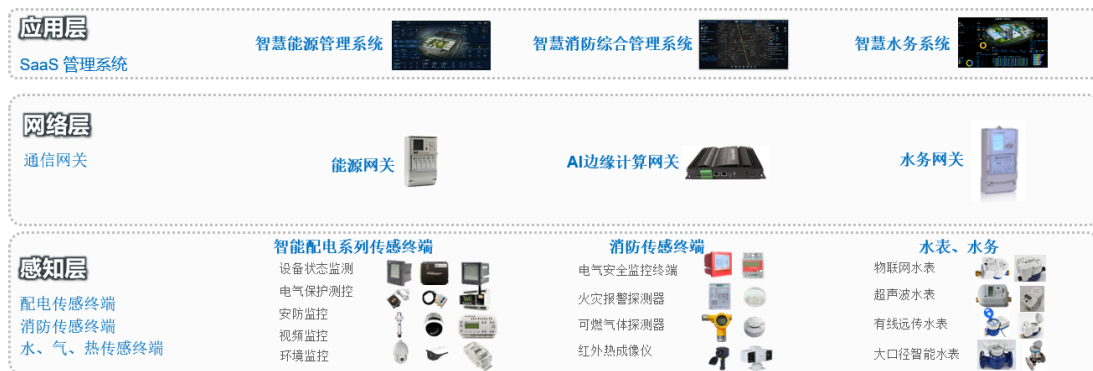 应用层
SaaS 管理系统
智慧能源管理系统
智慧消防综合管理系统
智慧水务系统
网络层
通信网关
能源网关
AI边缘计算网关
水务网关
感知层
配电传感终端
消防传感终端
水、气、热传感终端
智能配电系列传感终端
设备状态监测
电气保护测控
安防监控
视频监控
环境监控
消防传感终端
电气安全监控终端
火灾报警探测器
可燃气体探测器
红外热成像仪
水表、水务
物联网水表
超声波水表
有线远传水表
大口径智能水表